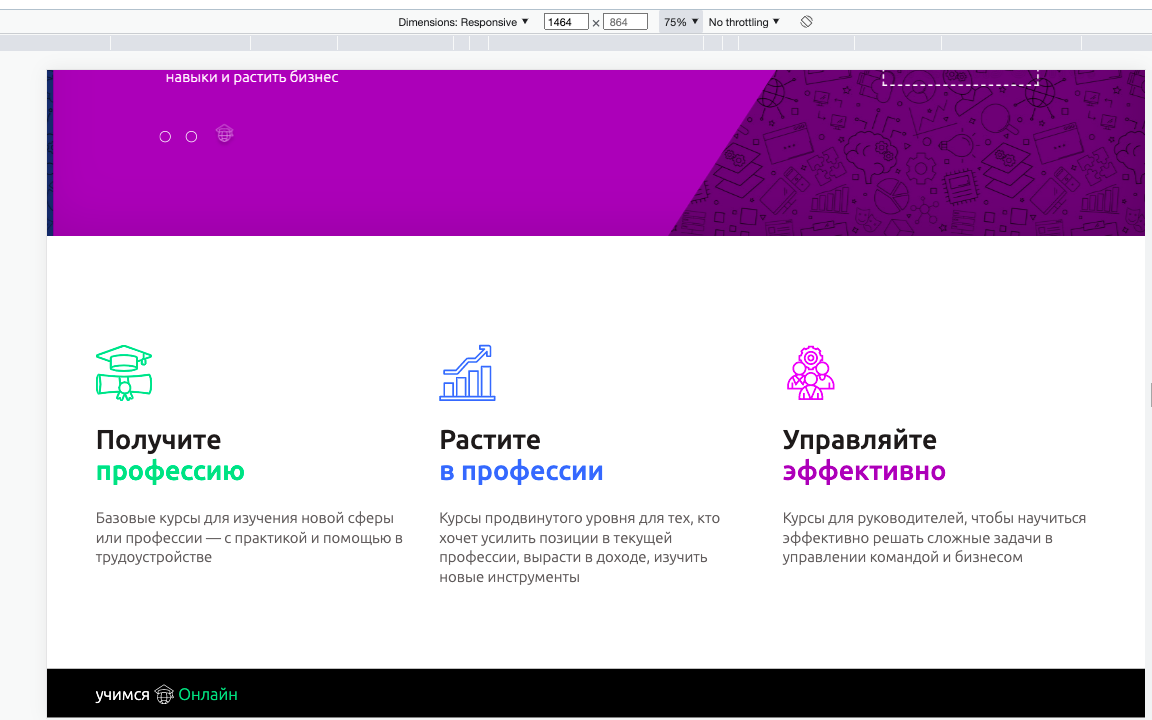 Dimensions: Responsive ▼ 1464 × 864 75% ▼ No throttling ▼
навыки и растить бизнес
Получите
профессию
Базовые курсы для изучения новой сферы
или профессии — с практикой и помощью в
трудоустройстве
Растите
в профессии
Курсы продвинутого уровня для тех, кто
хочет усилить позиции в текущей
профессии, вырасти в доходе, изучить
новые инструменты
Управляйте
эффективно
Курсы для руководителей, чтобы научиться
эффективно решать сложные задачи в
управлении командой и бизнесом
учимся Онлайн